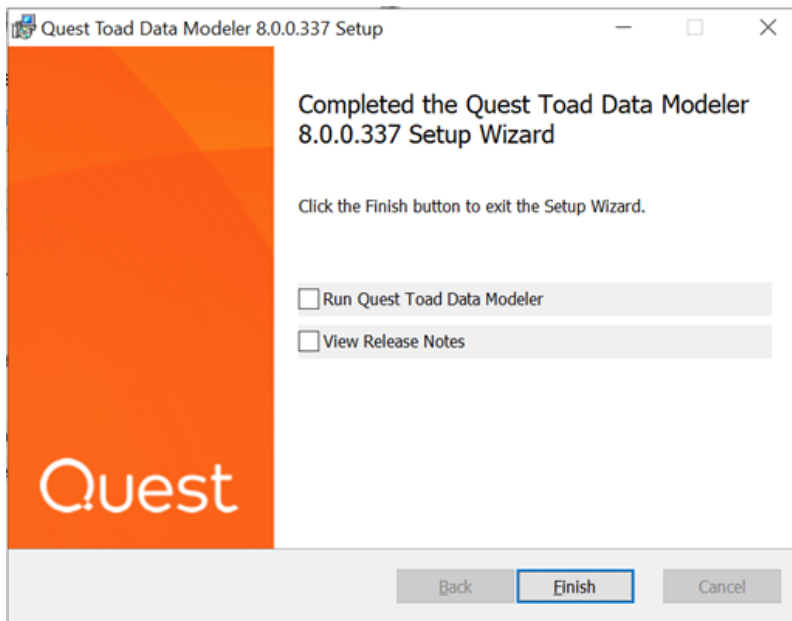 Quest Toad Data Modeler 8.0.0.337 Setup
Completed the Quest Toad Data Modeler
8.0.0.337 Setup Wizard
Click the Finish button to exit the Setup Wizard.
Run Quest Toad Data Modeler
View Release Notes
Quest
Back
Finish
Cancel